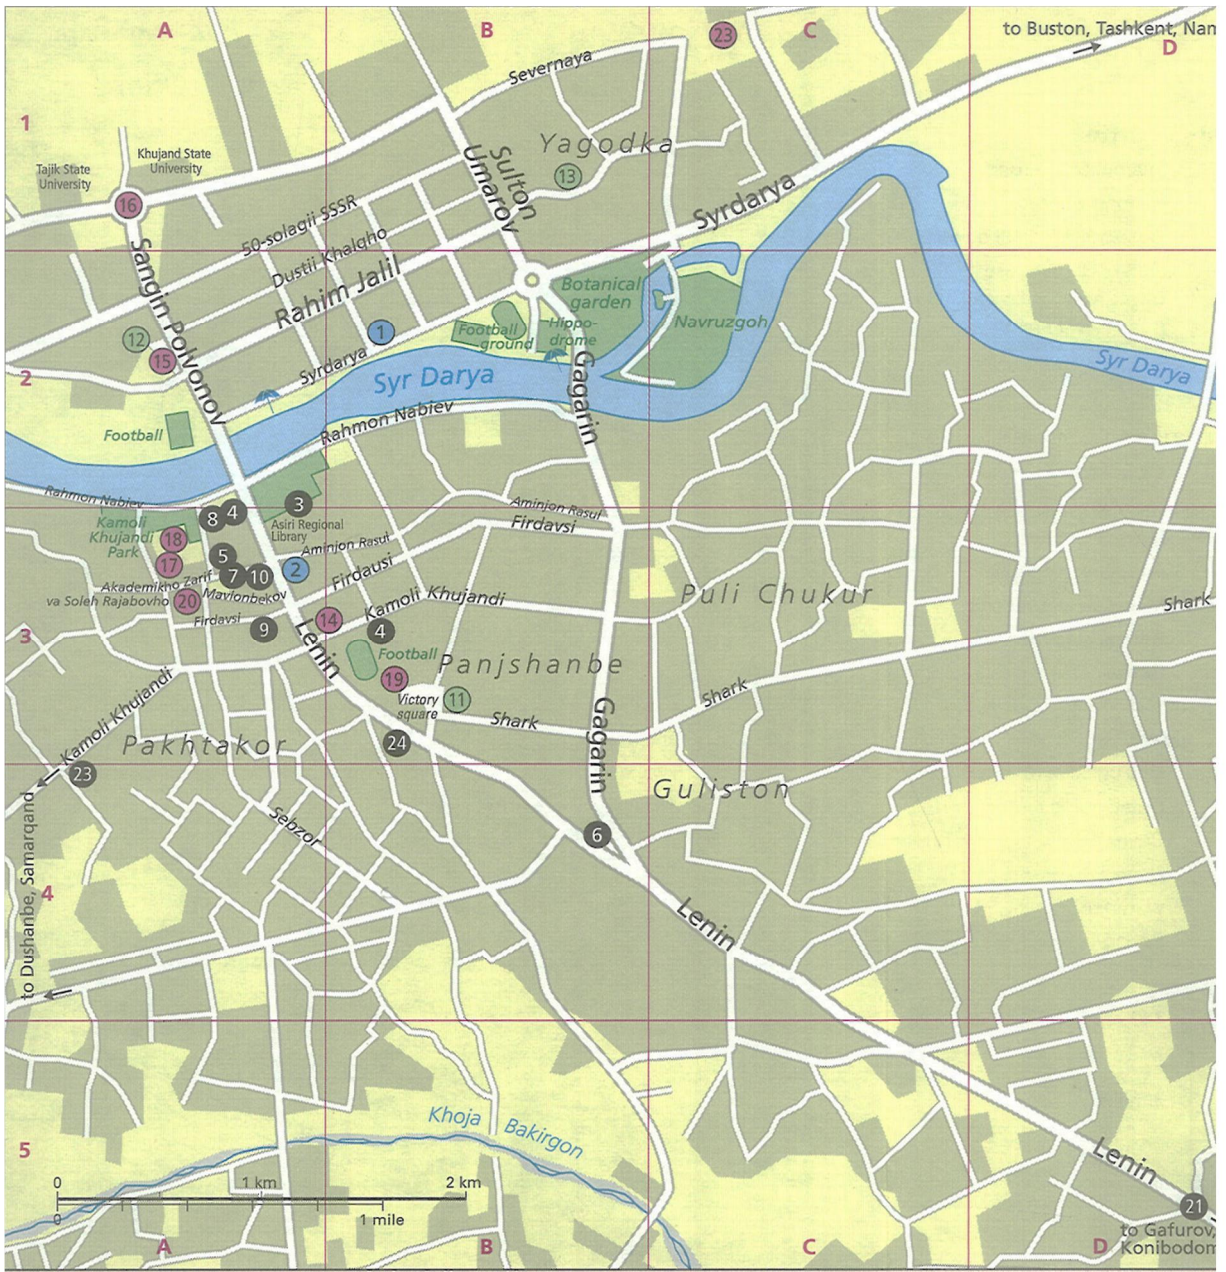 A
B
23
C
to Buston, Tashkent, Nam
D
Severnaya
1
Yagodka
Khujand State
University
Tajik State
University
Sulton
Umarov
13
16
Syrdarya
50-solagii SSSR
Dustii Khalqho
Rahim Jalil
Sangin Polvonov
Botanical
garden
Navruzgoh
Football
ground
Hippo-
drome
12
15
1
2
Syrdarya
Syr Darya
Gagarin
Syr Darya
Football
Rahmon Nabiev
Rahmon Nabiev
3
8
4
Asiri Regional
Library
Aminjon Rasul
Firdavsi
Kamoli
Khujandi
Park
18
17
5
7
10
2
Aminjon Rasul
Firdausi
Akademikho Zarif
va Soleh Rajabovho
20
Mavlonbekov
Firdavsi
9
14
Kamoli Khujandi
4
Puli Chukur
Shark
3
Lenin
Football
Panjshanbe
19
Victory
square
11
Shark
Shark
Kamoli Khujandi
Pakhtakor
24
Gagarin
23
Guliston
Sebzor
6
to Dushanbe, Samarqand
4
Lenin
Khoja Bakirgon
5
Lenin
0
1 km
2 km
0
1 mile
21
to Gafurov,
Konibodom
A
B
C
D